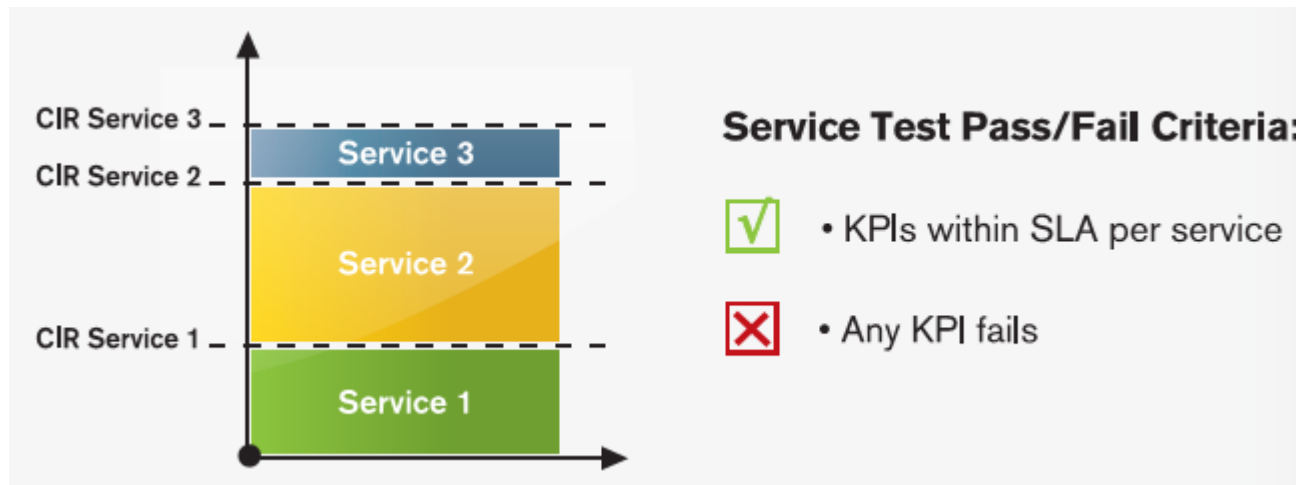 CIR Service 3
Service 3
CIR Service 2
Service 2
CIR Service 1
Service 1
Service Test Pass/Fail Criteria:
√ • KPIs within SLA per service
• Any KPI fails